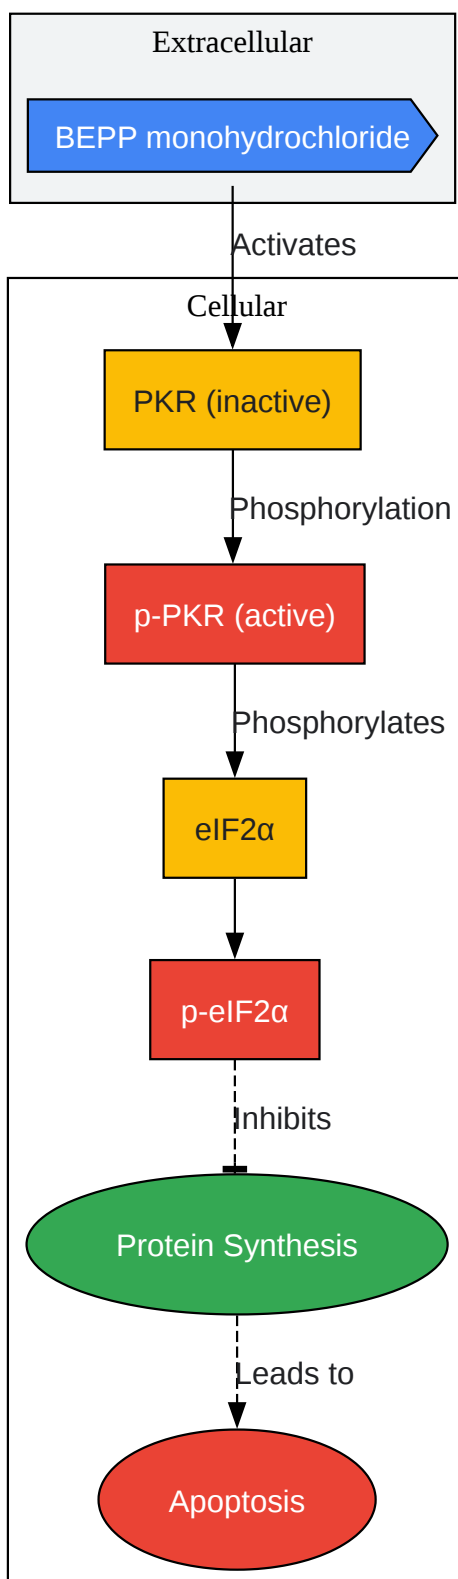 Extracellular
BEPP monohydrochloride
Activates
Cellular
PKR (inactive)
Phosphorylation
p-PKR (active)
Phosphorylates
eIF2α
p-eIF2α
Inhibits
Protein Synthesis
Leads to
Apoptosis